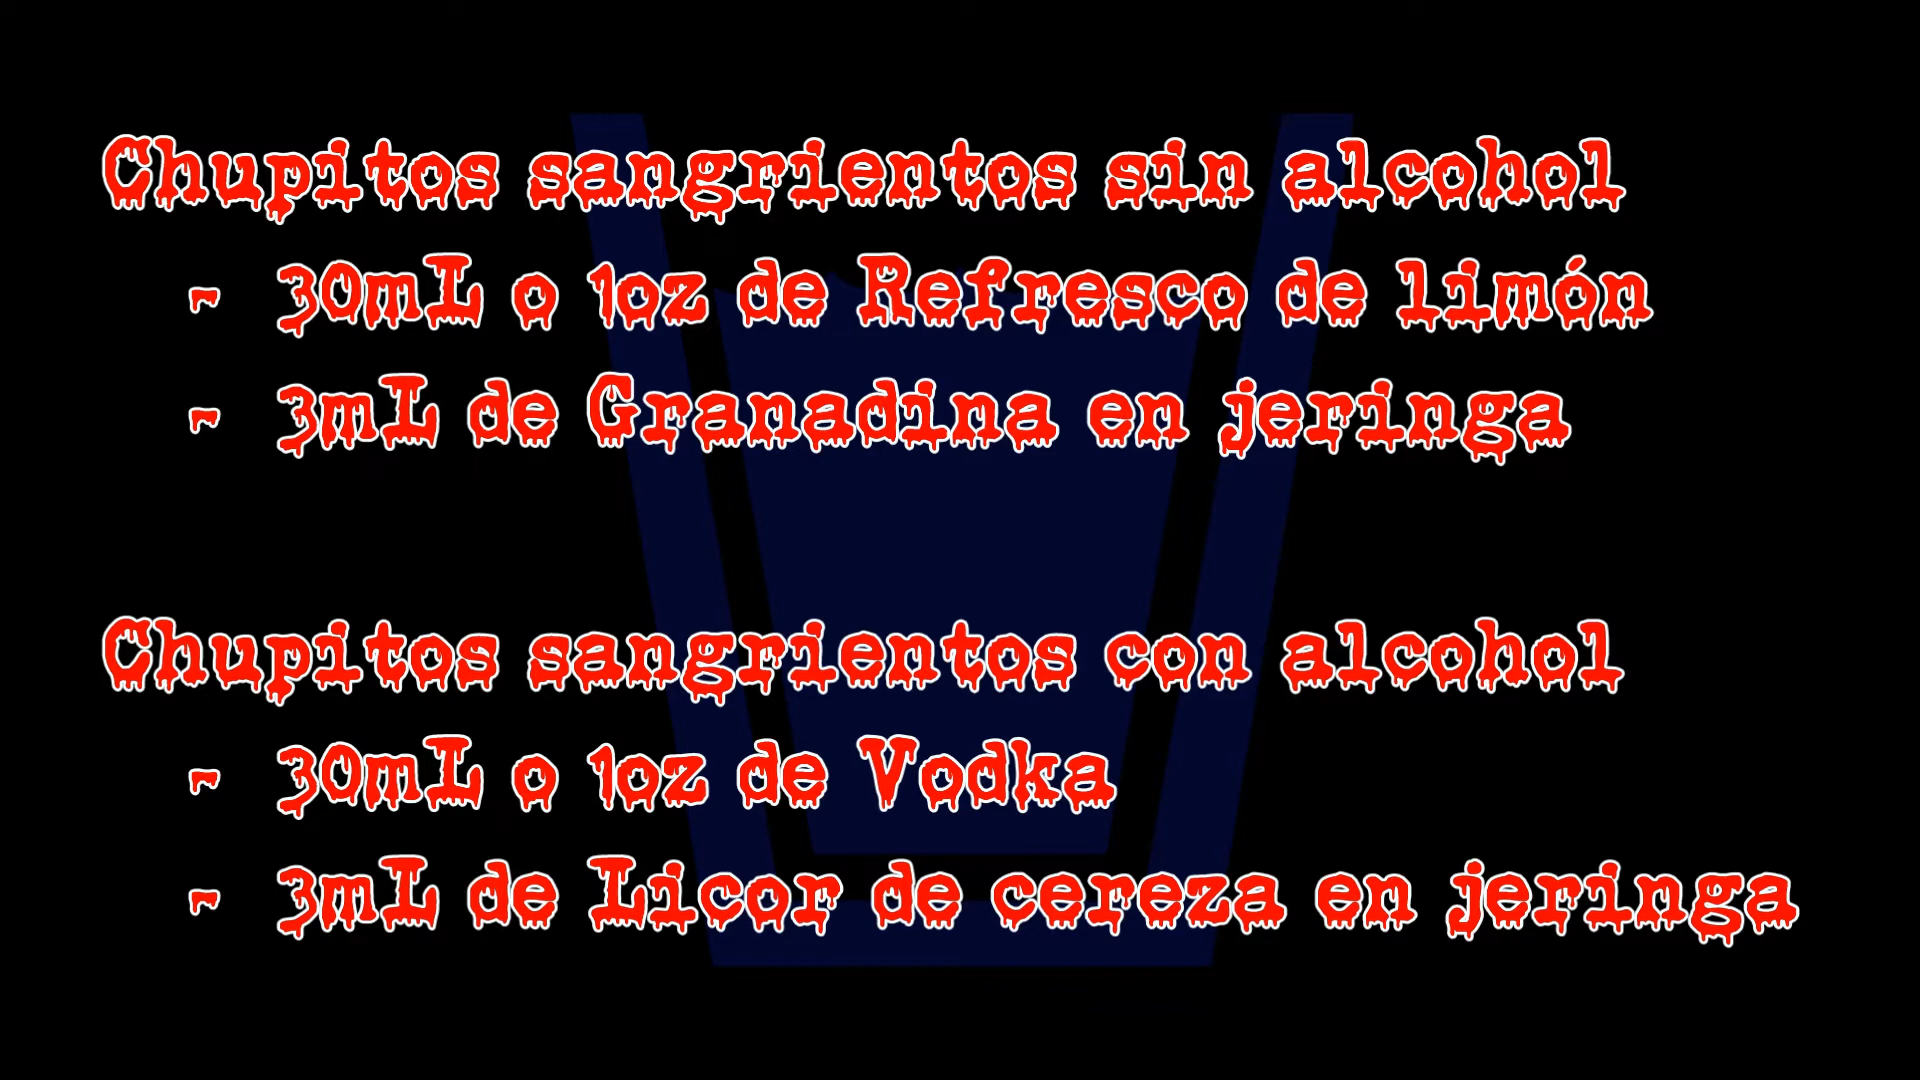 Chupitos sangrientos sin alcohol
- 30mL o 1oz de Refresco de limón
- 3mL de Granadina en jeringa
Chupitos sangrientos con alcohol
- 30mL o 1oz de Vodka
- 3mL de Licor de cereza en jeringa